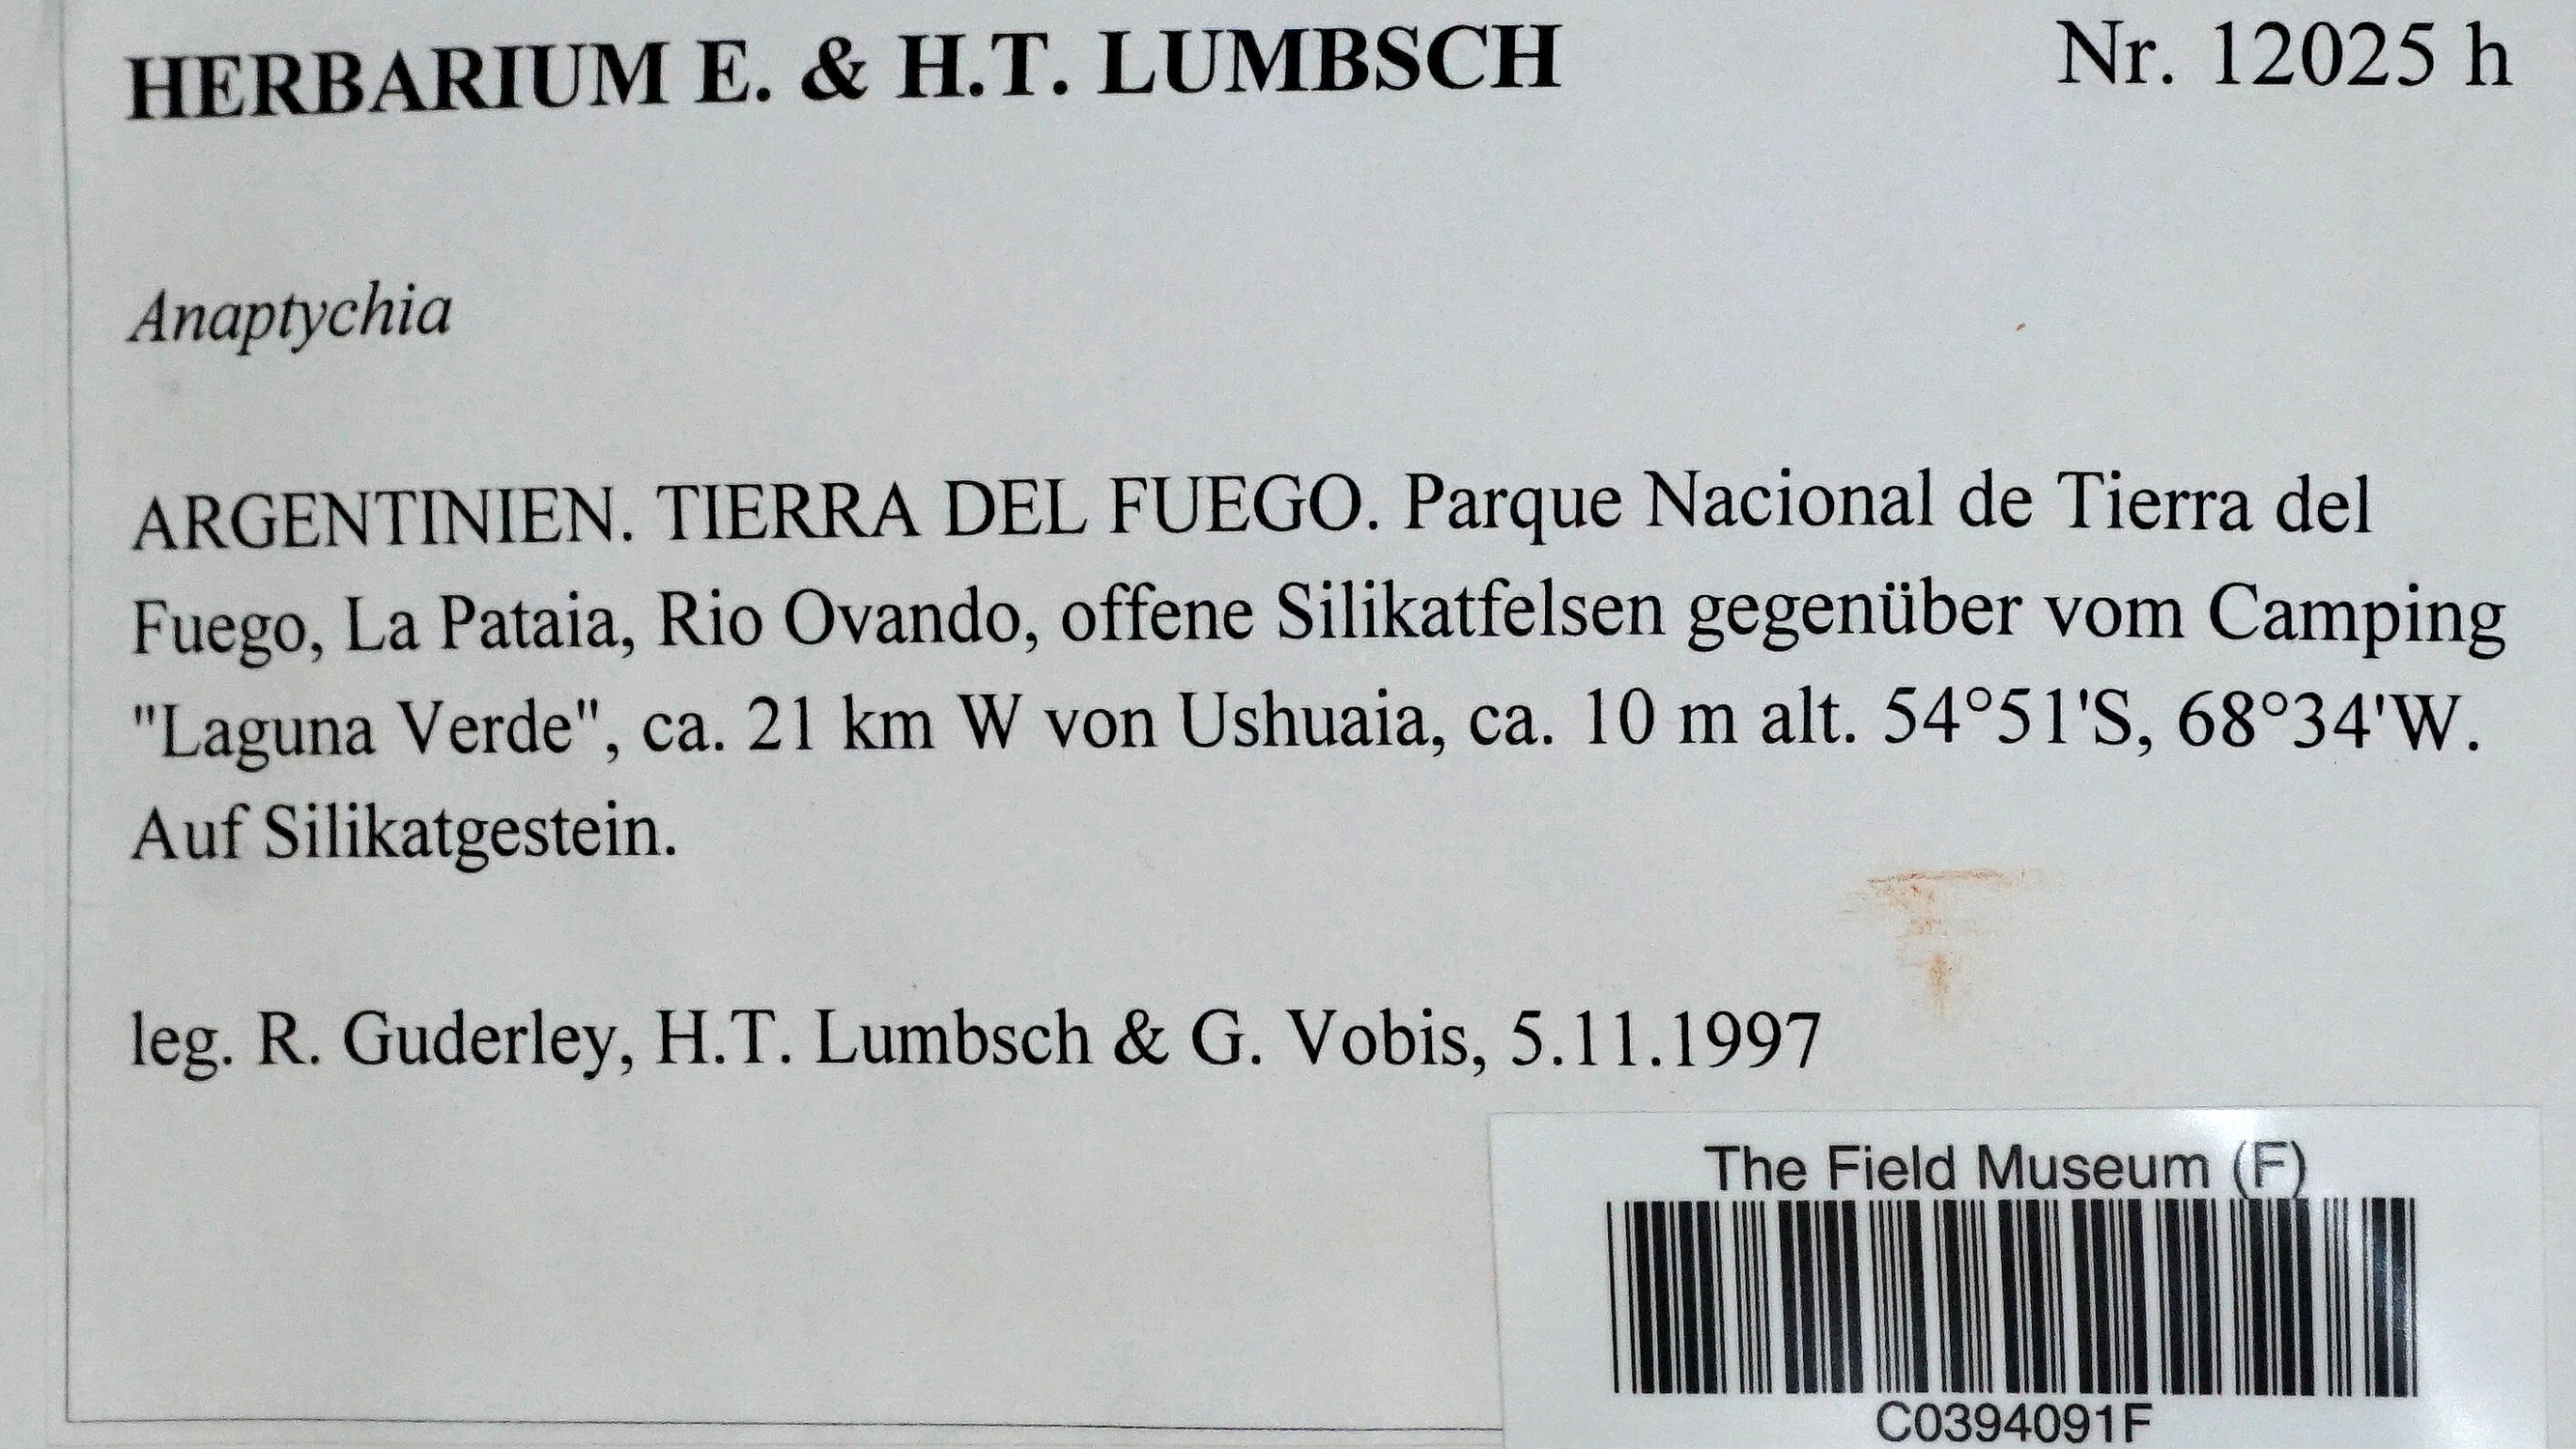 HERBARIUM E. & H.T. LUMBSCH Nr. 12025 h
Anaptychia
ARGENTINIEN. TIERRA DEL FUEGO. Parque Nacional de Tierra del
Fuego, La Pataia, Rio Ovando, offene Silikatfelsen gegenüber vom Camping
"Laguna Verde", ca. 21 km W von Ushuaia, ca. 10 m alt. 54°51'S, 68°34'W.
Auf Silikatgestein.
leg. R. Guderley, H.T. Lumbsch & G. Vobis, 5.11.1997
The Field Museum (F)
C0394091F